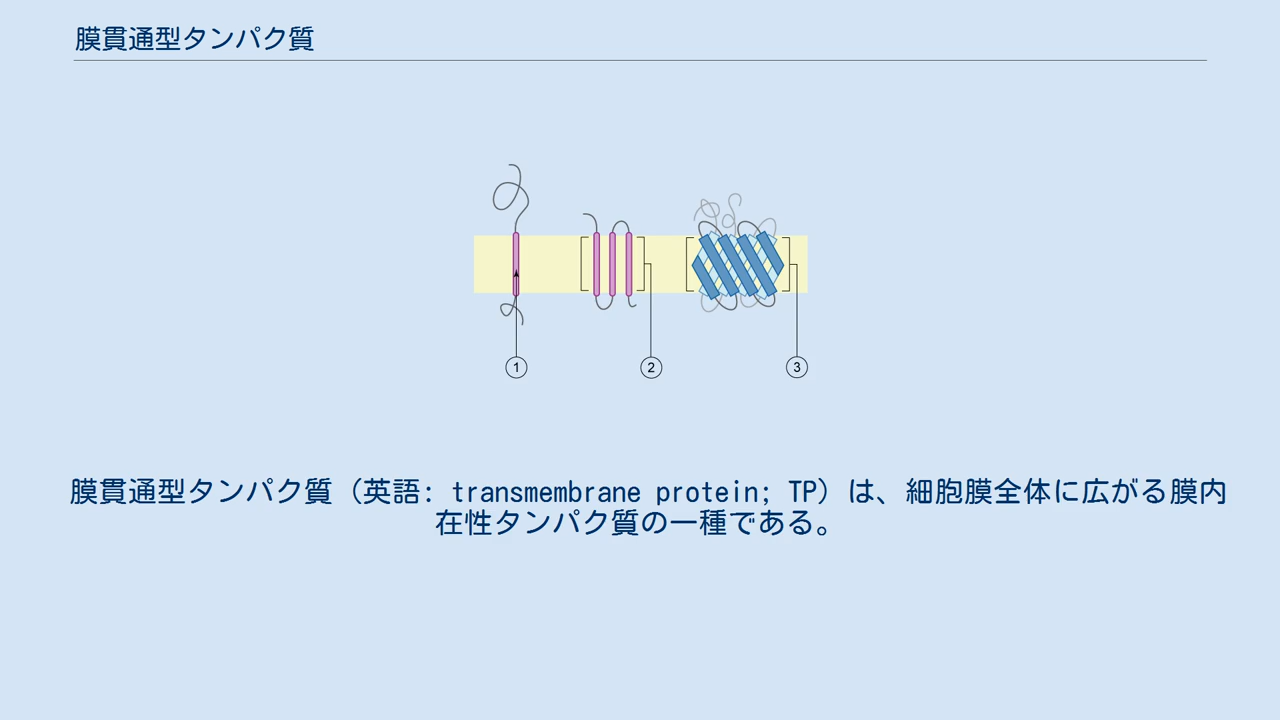 膜貫通型タンパク質
1
2
3
膜貫通型タンパク質（英語: transmembrane protein; TP）は、細胞膜全体に広がる膜内
在性タンパク質の一種である。